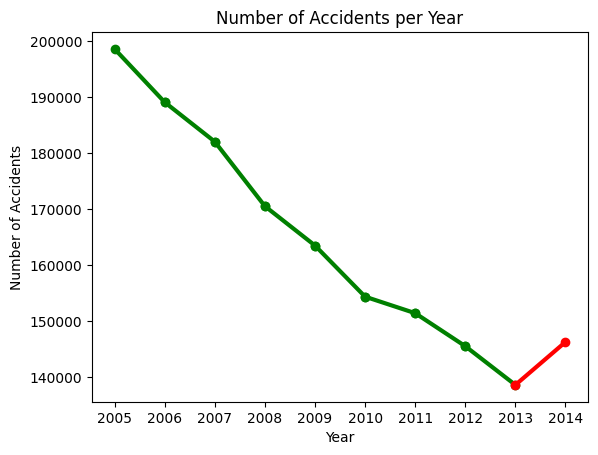 Number of Accidents per Year
200000
190000
180000
170000
160000
150000
140000
Number of Accidents
2005 2006 2007 2008 2009 2010 2011 2012 2013 2014
Year